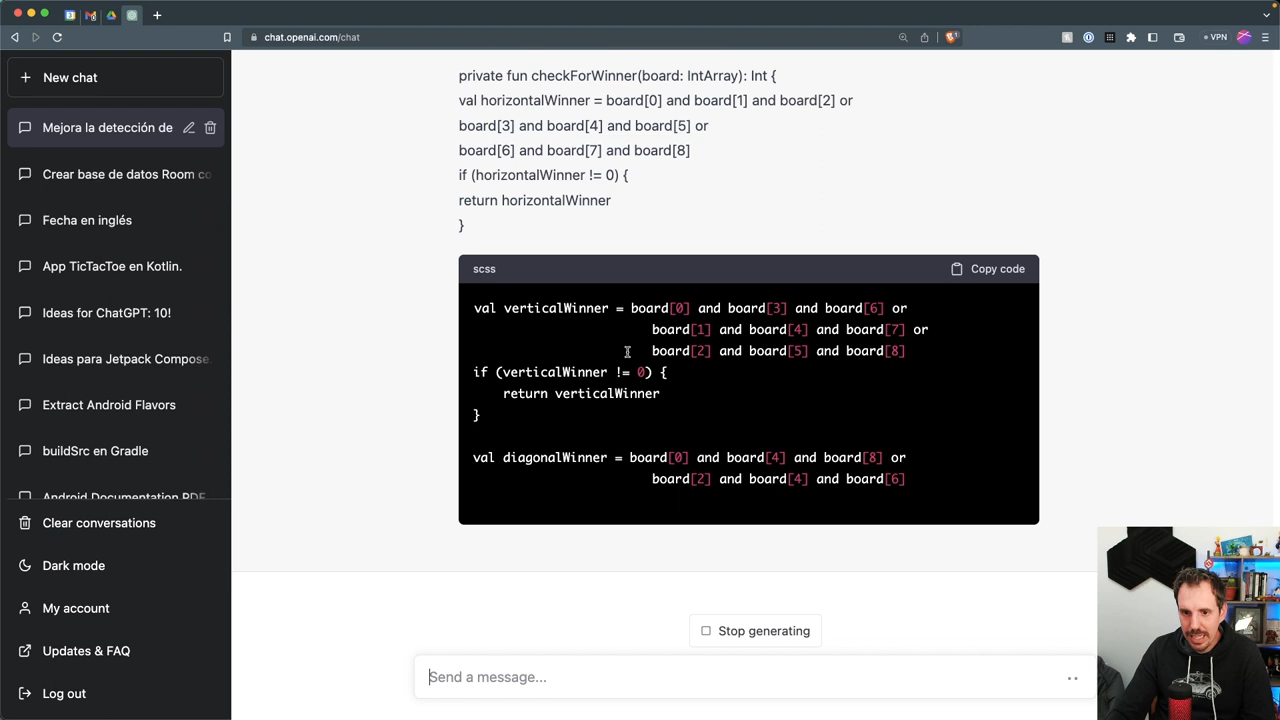 chat.openai.com/chat
VPN
New chat
Mejora la detección de
Crear base de datos Room co
Fecha en inglés
App TicTacToe en Kotlin.
Ideas for ChatGPT: 10!
Ideas para Jetpack Compose.
Extract Android Flavors
buildSrc en Gradle
Android Documentation PDF
Clear conversations
Dark mode
My account
Updates & FAQ
Log out
private fun checkForWinner(board: IntArray): Int {
val horizontalWinner = board[0] and board[1] and board[2] or
board[3] and board[4] and board[5] or
board[6] and board[7] and board[8]
if (horizontalWinner != 0) {
return horizontalWinner
}
scss
Copy code
val verticalWinner = board[0] and board[3] and board[6] or
board[1] and board[4] and board[7] or
board[2] and board[5] and board[8]
if (verticalWinner != 0) {
return verticalWinner
}
val diagonalWinner = board[0] and board[4] and board[8] or
board[2] and board[4] and board[6]
Stop generating
Send a message...